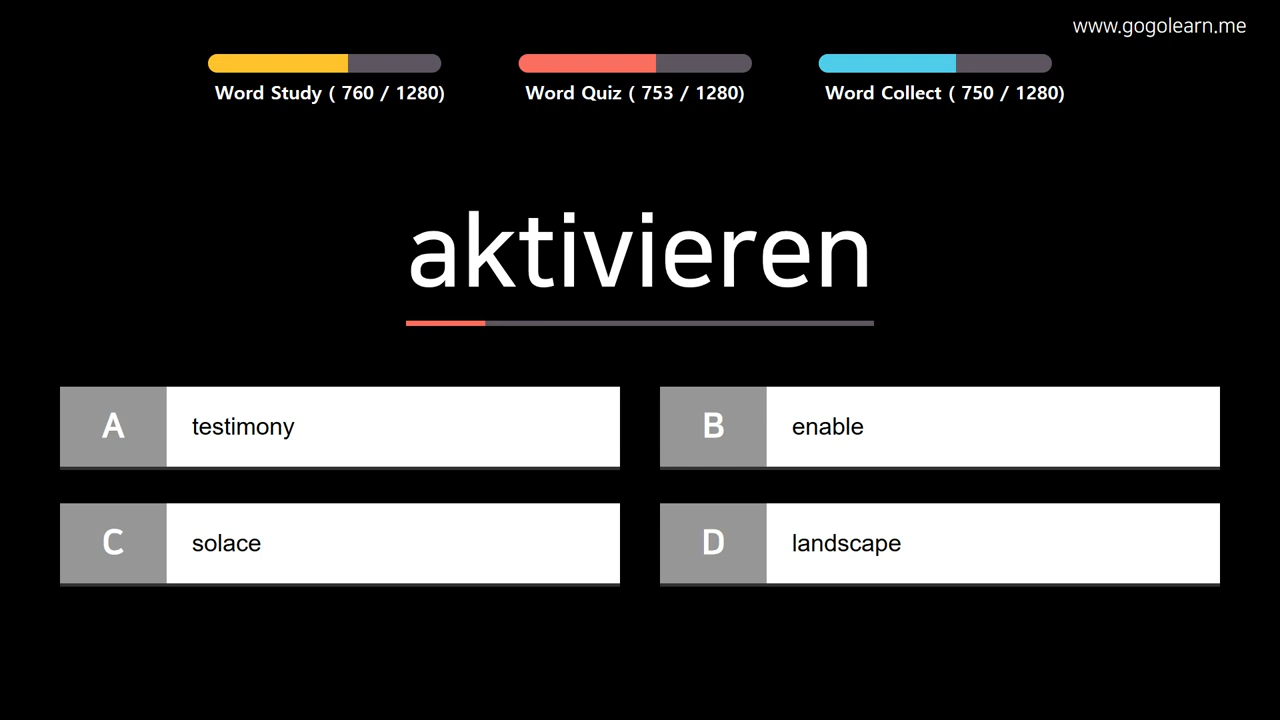 www.gogolearn.me
Word Study ( 760 / 1280)
Word Quiz ( 753 / 1280)
Word Collect ( 750 / 1280)
aktivieren
A testimony
B enable
C solace
D landscape